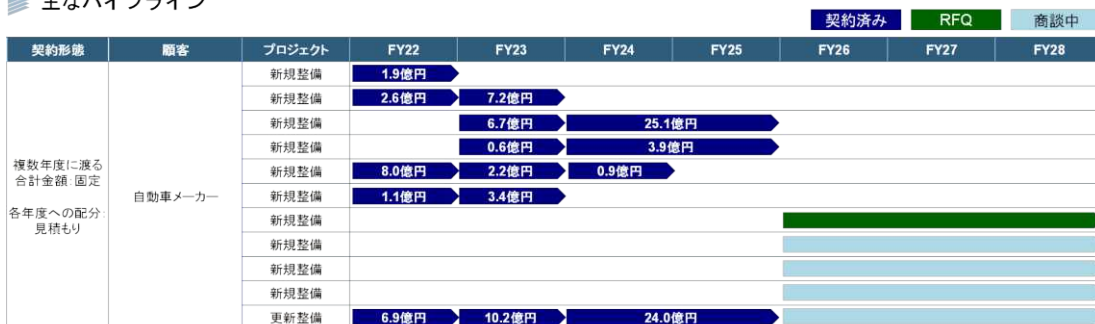 主なパイプライン
契約済み RFQ 商談中
契約形態 顧客 プロジェクト FY22 FY23 FY24 FY25 FY26 FY27 FY28
新規整備 1.9億円
新規整備 2.6億円 7.2億円
新規整備 6.7億円 25.1億円
新規整備 0.6億円 3.9億円
複数年度に渡る
合計金額:固定
各年度への配分:
見積もり
自動車メーカー
新規整備 8.0億円 2.2億円 0.9億円
新規整備 1.1億円 3.4億円
新規整備
新規整備
新規整備
新規整備
更新整備 6.9億円 10.2億円 24.0億円